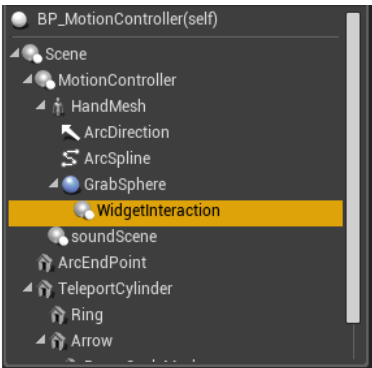 BP_MotionController(self)
Scene
MotionController
HandMesh
ArcDirection
ArcSpline
GrabSphere
WidgetInteraction
soundScene
ArcEndPoint
TeleportCylinder
Ring
Arrow